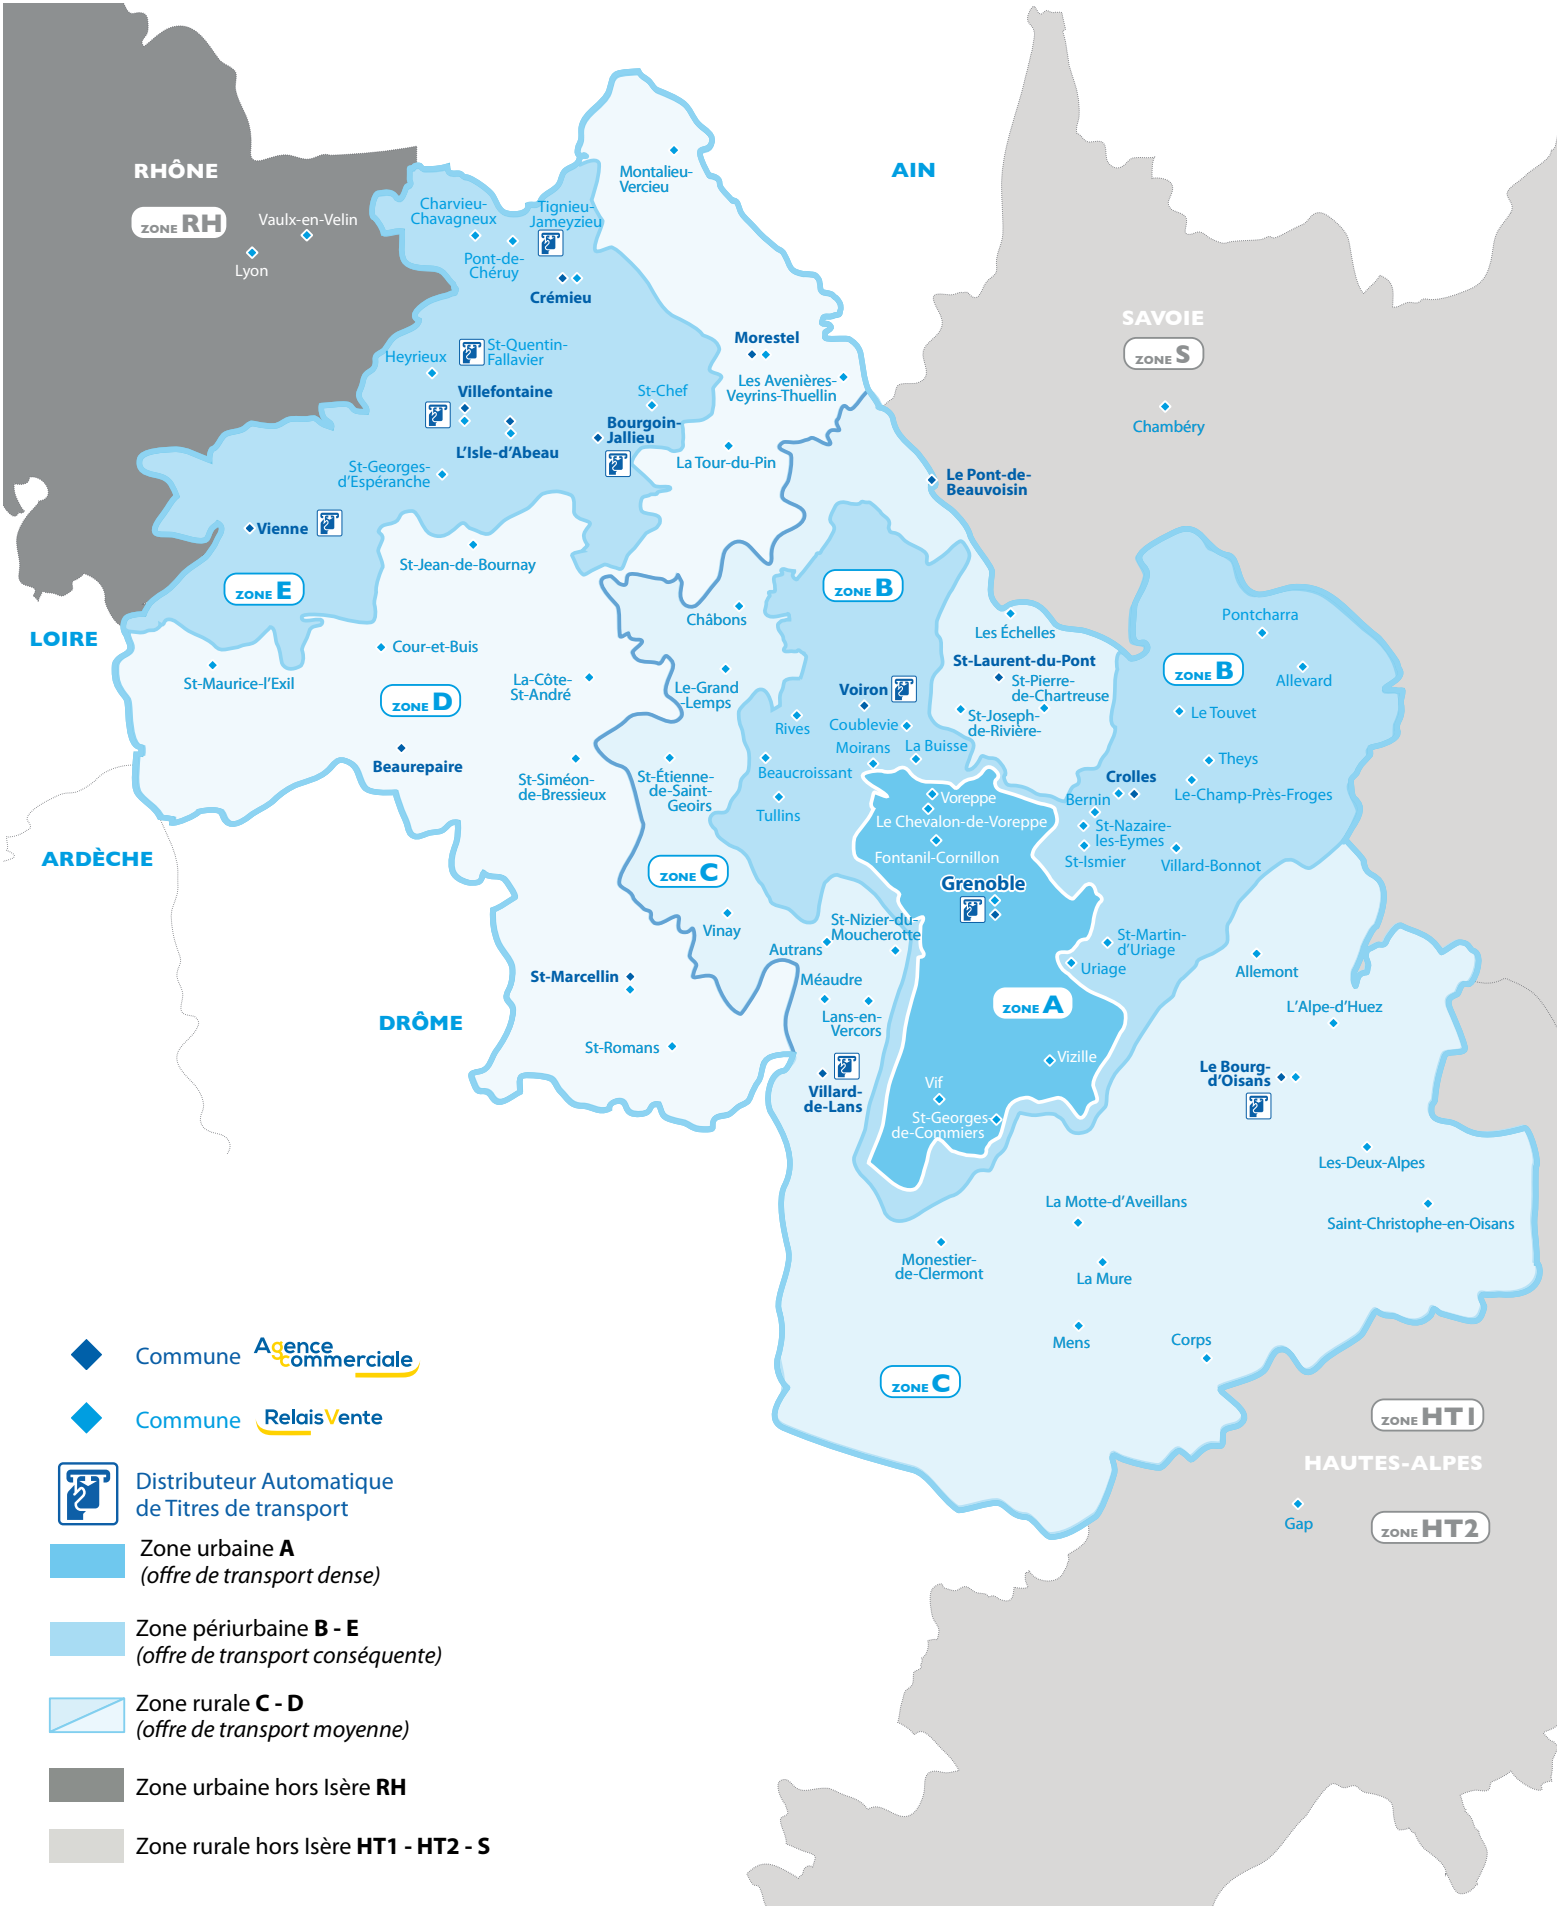 RHÔNE
ZONE RH
Vaulx-en-Velin
Lyon
AIN
SAVOIE
ZONE S
Chambéry
Montalieu-
Vercieu
Charvieu-
Chavagneux
Tignieu-
Jameyzieu
Pont-de-
Chéruy
Crémieu
Heyrieux
St-Quentin-
Fallavier
Villefontaine
L'Isle-d'Abeau
St-Chef
Bourgoin-
Jallieu
St-Georges-
d'Espéranche
Vienne
ZONE E
Morestel
Les Avenières-
Veyrins-Thuellin
La Tour-du-Pin
Le Pont-de-
Beauvoisin
St-Jean-de-Bournay
LOIRE
St-Maurice-l'Exil
Cour-et-Buis
ZONE D
La-Côte-
St-André
Beaurepaire
St-Siméon-
de-Bressieux
Châbons
Le-Grand
-Lemps
St-Étienne-
de-Saint-
Geoirs
ZONE C
Vinay
ZONE B
Voiron
Rives
Coublevie
Moirans
La Buisse
Beaucroissant
Tullins
Les Échelles
St-Laurent-du-Pont
St-Pierre-
de-Chartreuse
St-Joseph-
de-Rivière-
Pontcharra
ZONE B
Allevard
Le Touvet
Theys
Crolles
Le-Champ-Près-Froges
Bernin
St-Nazaire-
les-Eymes
St-Ismier
Villard-Bonnot
Voreppe
Le Chevalon-de-Voreppe
Fontanil-Cornillon
Grenoble
St-Martin-
d'Uriage
Uriage
ZONE A
Vizille
Vif
St-Georges-
de-Commiers
ARDÈCHE
DRÔME
St-Marcellin
St-Romans
St-Nizier-du-
Moucherotte
Autrans
Méaudre
Lans-en-
Vercors
Villard-
de-Lans
Allemont
L'Alpe-d'Huez
Le Bourg-
d'Oisans
Les-Deux-Alpes
Saint-Christophe-en-Oisans
La Motte-d'Aveillans
Monestier-
de-Clermont
La Mure
Mens
Corps
ZONE C
ZONE HT1
HAUTES-ALPES
Gap
ZONE HT2
Commune Agence commerciale
Commune RelaisVente
Distributeur Automatique
de Titres de transport
Zone urbaine A
(offre de transport dense)
Zone périurbaine B - E
(offre de transport conséquente)
Zone rurale C - D
(offre de transport moyenne)
Zone urbaine hors Isère RH
Zone rurale hors Isère HT1 - HT2 - S